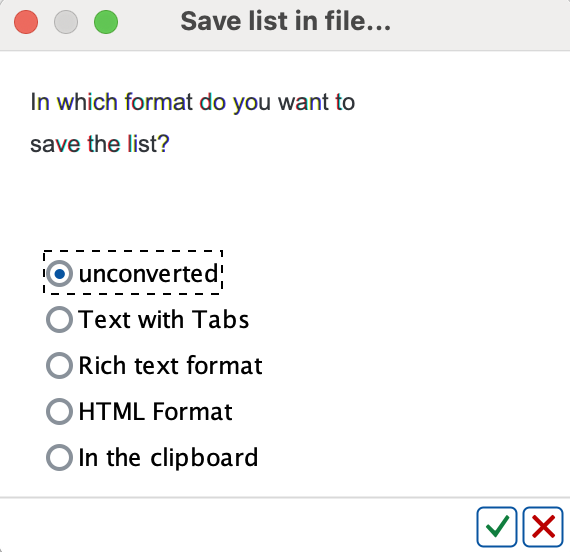 Save list in file...
In which format do you want to
save the list?
unconverted
Text with Tabs
Rich text format
HTML Format
In the clipboard